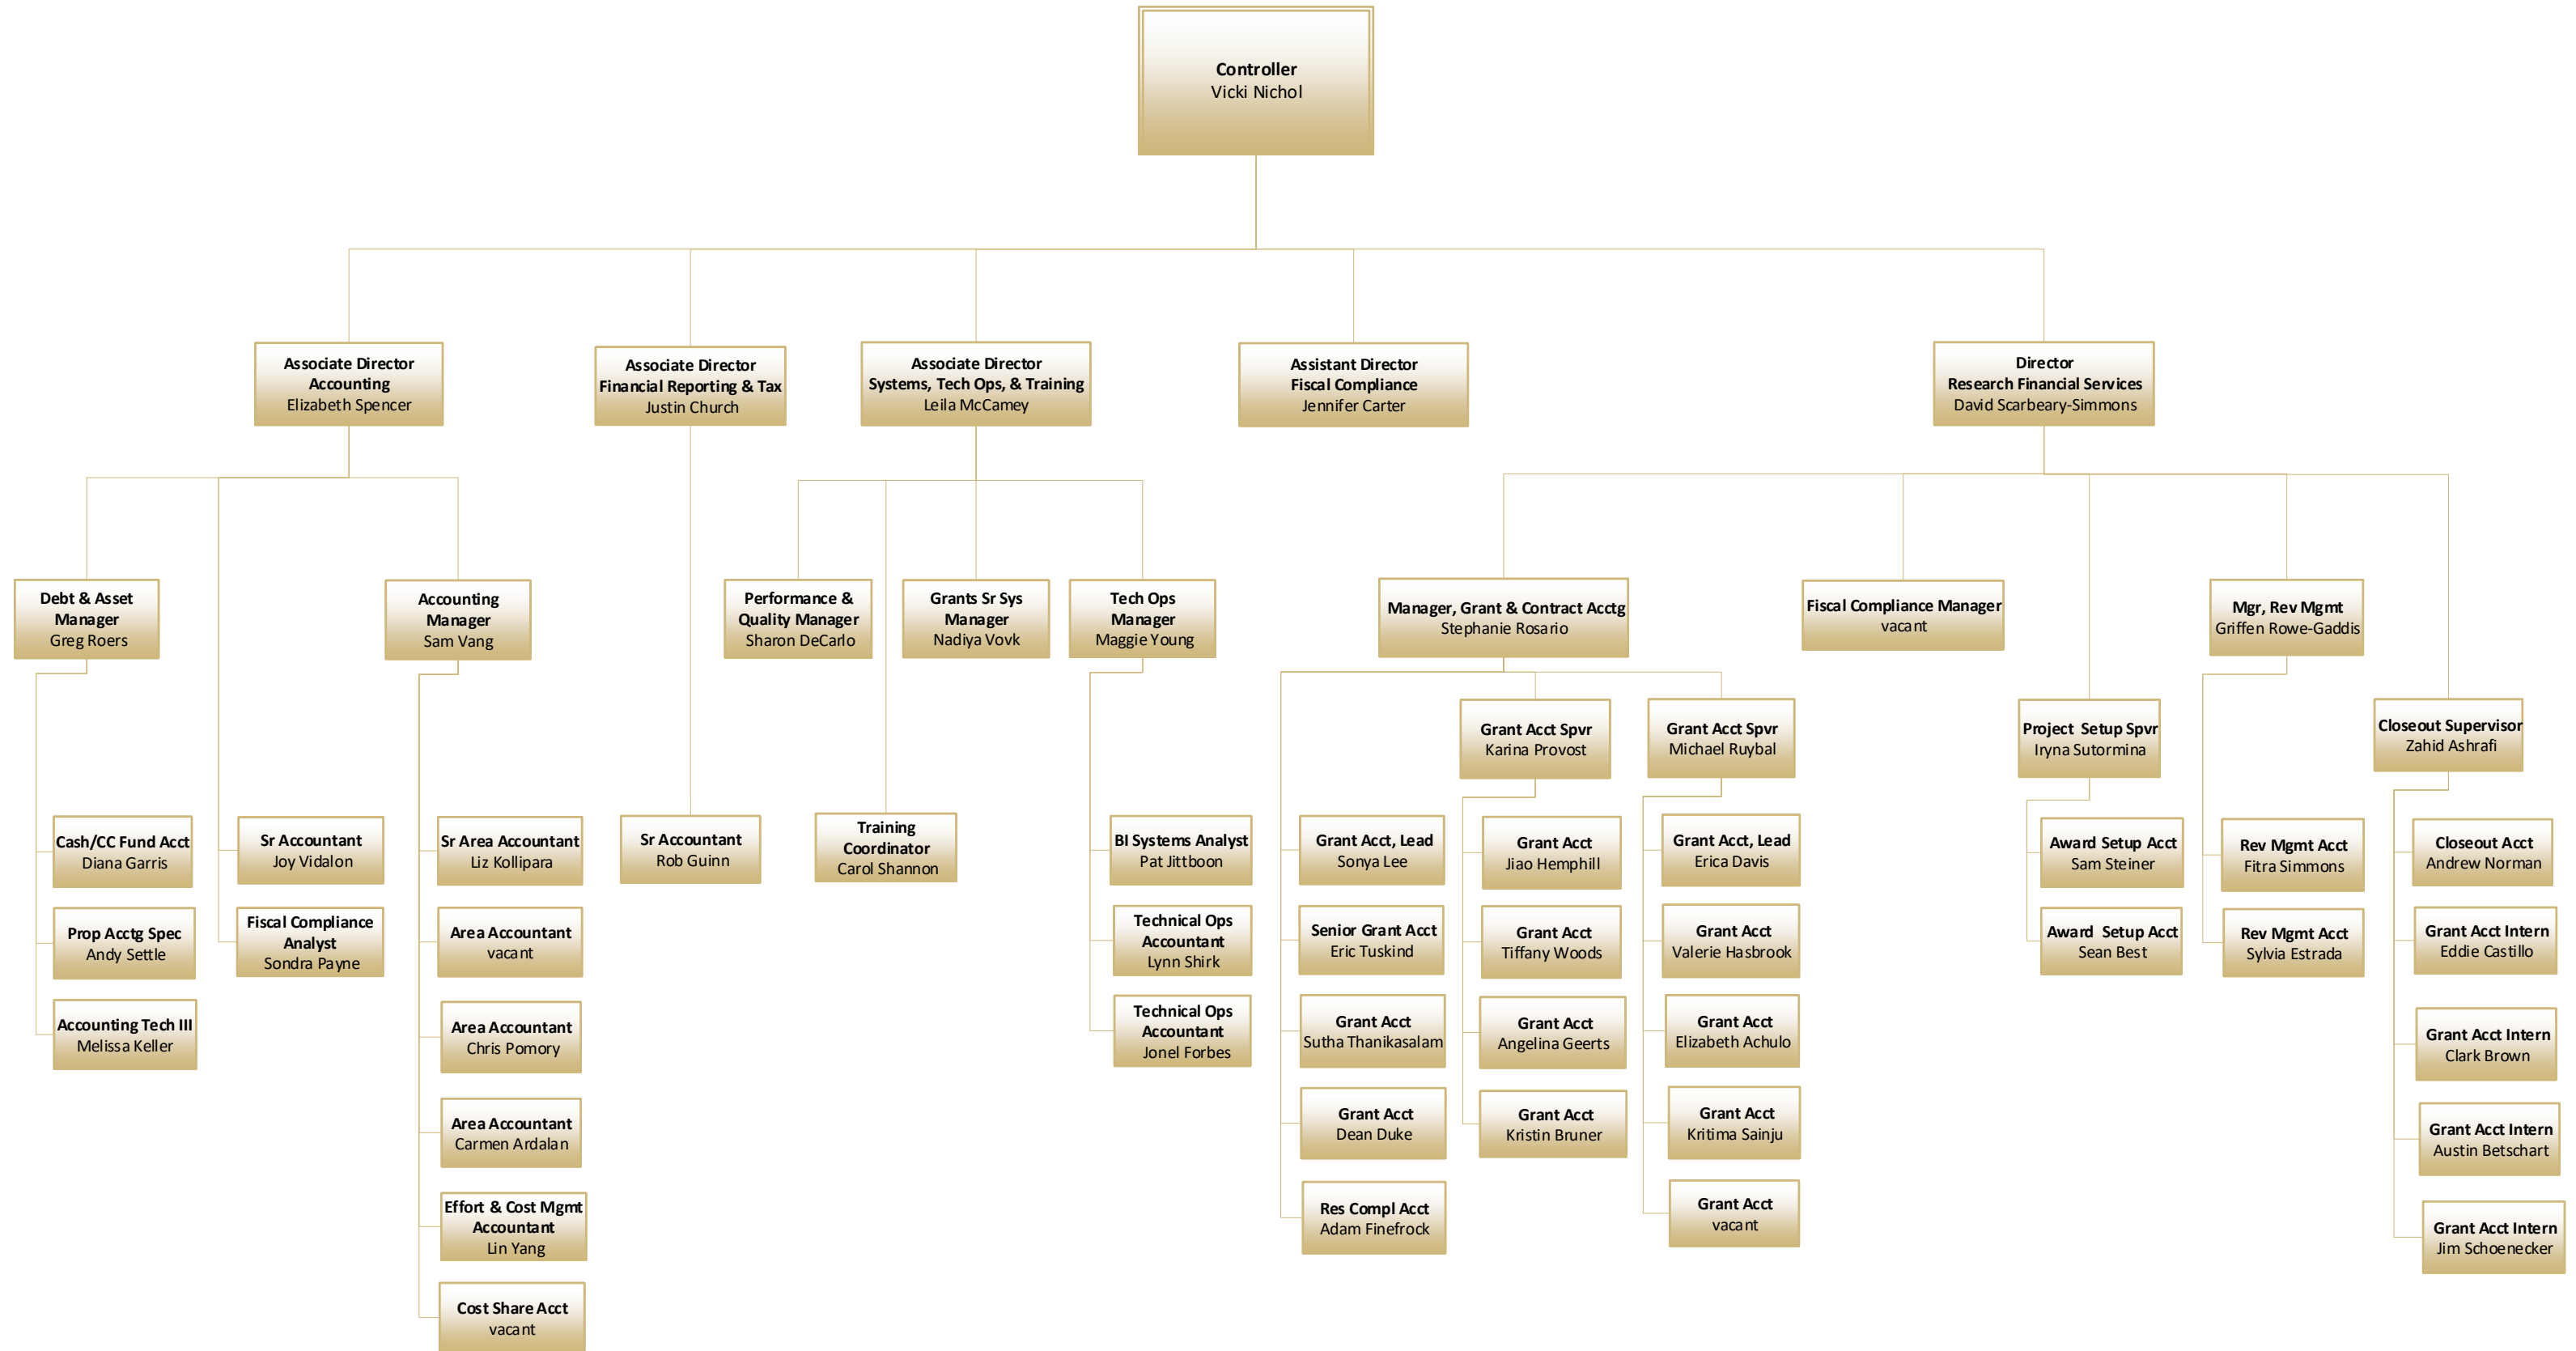 Controller
Vicki Nichol
Associate Director
Accounting
Elizabeth Spencer
Associate Director
Financial Reporting & Tax
Justin Church
Associate Director
Systems, Tech Ops, & Training
Leila McCamey
Assistant Director
Fiscal Compliance
Jennifer Carter
Director
Research Financial Services
David Scarbeary-Simmons
Debt & Asset
Manager
Greg Roers
Accounting
Manager
Sam Vang
Performance &
Quality Manager
Sharon DeCarlo
Grants Sr Sys
Manager
Nadiya Vovk
Tech Ops
Manager
Maggie Young
Manager, Grant & Contract Acctg
Stephanie Rosario
Fiscal Compliance Manager
vacant
Mgr, Rev Mgmt
Griffen Rowe-Gaddis
Grant Acct Spvr
Karina Provost
Grant Acct Spvr
Michael Ruybal
Project Setup Spvr
Iryna Sutormina
Closeout Supervisor
Zahid Ashrafi
Cash/CC Fund Acct
Diana Garris
Prop Acctg Spec
Andy Settle
Accounting Tech III
Melissa Keller
Sr Accountant
Joy Vidalon
Fiscal Compliance
Analyst
Sondra Payne
Sr Area Accountant
Liz Kollipara
Area Accountant
vacant
Area Accountant
Chris Pomory
Area Accountant
Carmen Ardalan
Effort & Cost Mgmt
Accountant
Lin Yang
Cost Share Acct
vacant
Sr Accountant
Rob Guinn
Training
Coordinator
Carol Shannon
BI Systems Analyst
Pat Jittboon
Technical Ops
Accountant
Lynn Shirk
Technical Ops
Accountant
Jonel Forbes
Grant Acct, Lead
Sonya Lee
Senior Grant Acct
Eric Tuskind
Grant Acct
Sutha Thanikasalam
Grant Acct
Dean Duke
Res Compl Acct
Adam Finefrock
Grant Acct
Jiao Hemphill
Grant Acct
Tiffany Woods
Grant Acct
Angelina Geerts
Grant Acct
Kristin Bruner
Grant Acct, Lead
Erica Davis
Grant Acct
Valerie Hasbrook
Grant Acct
Elizabeth Achulo
Grant Acct
Kritima Sainju
Grant Acct
vacant
Award Setup Acct
Sam Steiner
Award Setup Acct
Sean Best
Rev Mgmt Acct
Fitra Simmons
Rev Mgmt Acct
Sylvia Estrada
Closeout Acct
Andrew Norman
Grant Acct Intern
Eddie Castillo
Grant Acct Intern
Clark Brown
Grant Acct Intern
Austin Betschart
Grant Acct Intern
Jim Schoenecker